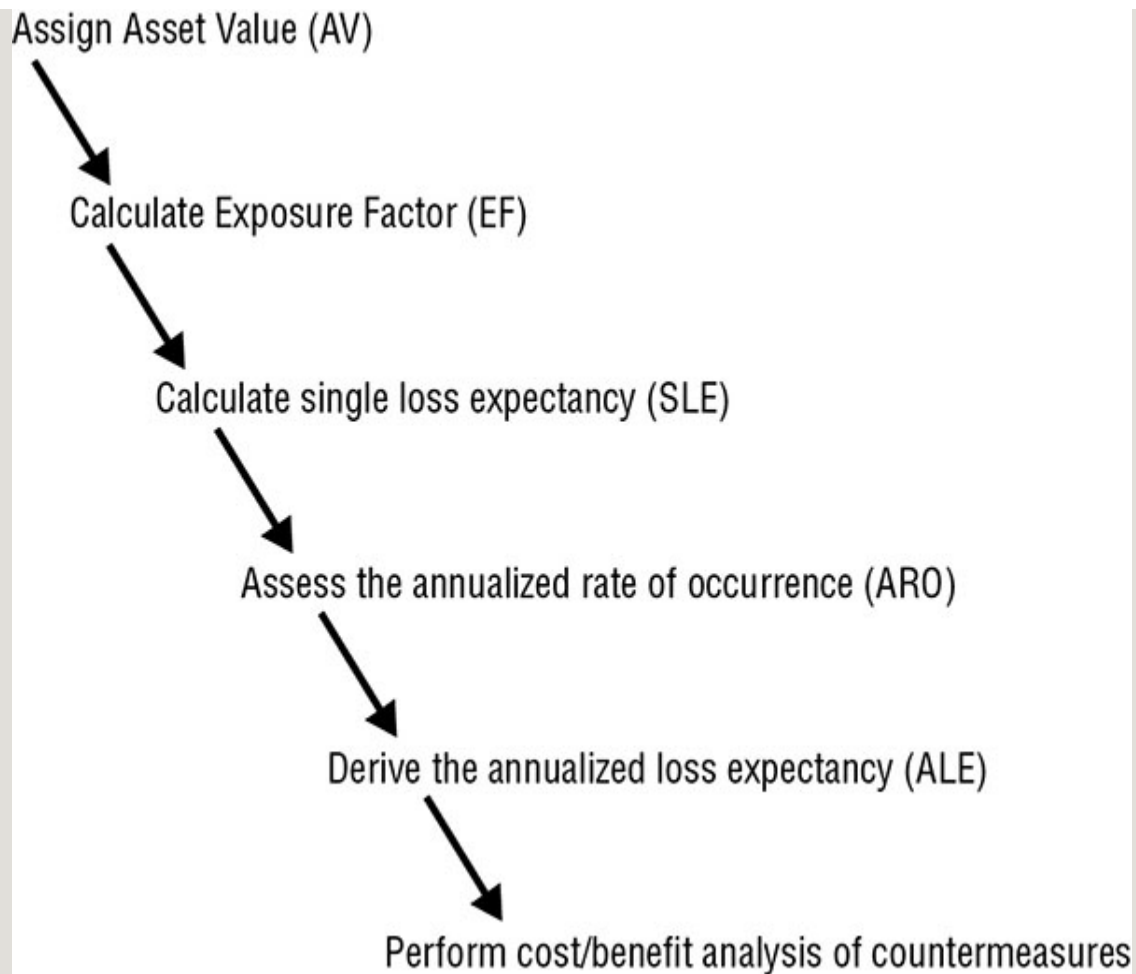 Assign Asset Value (AV)
Calculate Exposure Factor (EF)
Calculate single loss expectancy (SLE)
Assess the annualized rate of occurrence (ARO)
Derive the annualized loss expectancy (ALE)
Perform cost/benefit analysis of countermeasures